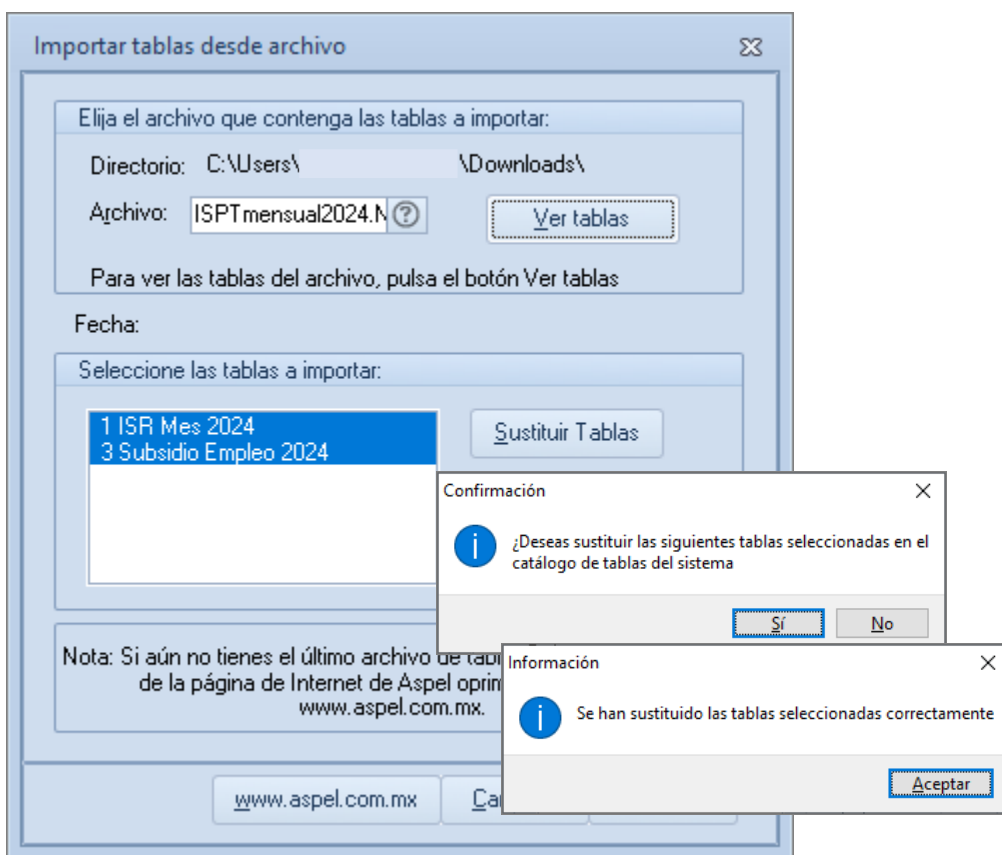 Importar tablas desde archivo
Elija el archivo que contenga las tablas a importar:
Directorio: C:\Users\ \Downloads\
Archivo: ISPTmensual2024.N
Ver tablas
Para ver las tablas del archivo, pulsa el botón Ver tablas
Fecha:
Seleccione las tablas a importar:
1 ISR Mes 2024
3 Subsidio Empleo 2024
Sustituir Tablas
Confirmación
¿Deseas sustituir las siguientes tablas seleccionadas en el
catálogo de tablas del sistema
Sí No
Nota: Si aún no tienes el último archivo de
de la página de Internet de Aspel
www.aspel.com.mx.
Información
Se han sustituido las tablas seleccionadas correctamente
Aceptar
www.aspel.com.mx